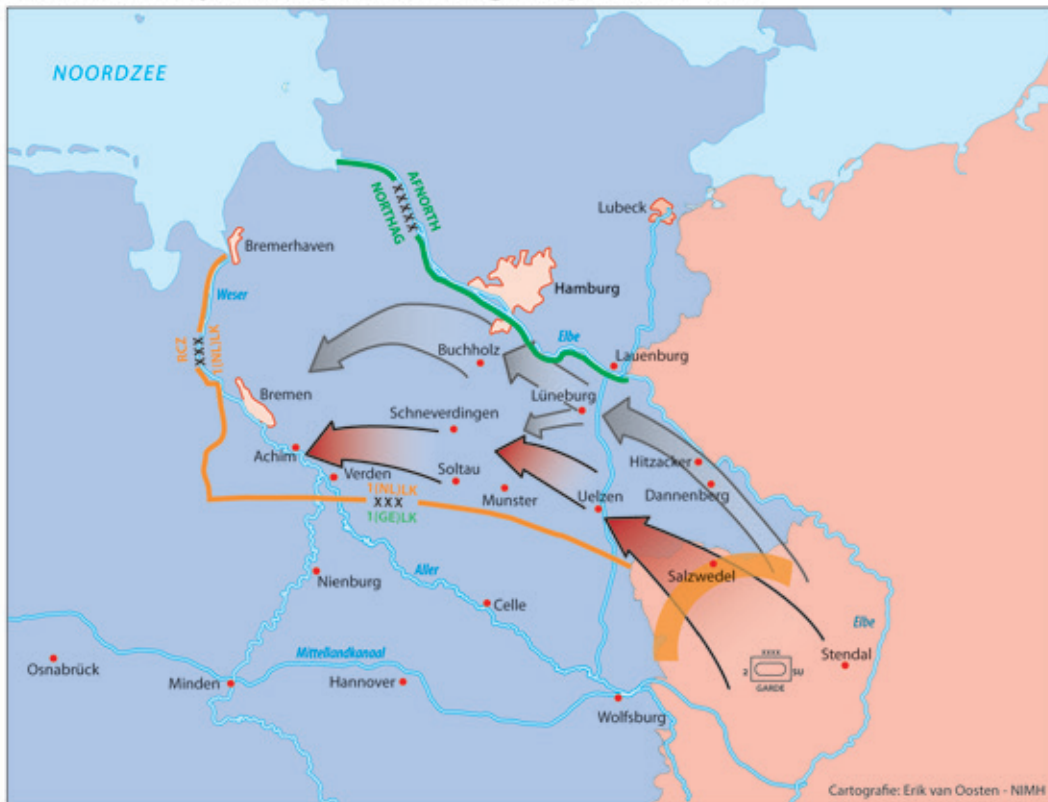 NOORDZEE
AFNORTH
XXXXX
NORTHAG
Lubeck
Bremerhaven
Hamburg
Weser
RCZ
XXX
1(NL)LK
Elbe
Buchholz
Lauenburg
Bremen
Lüneburg
Schneverdingen
Achim
Verden
Soltau
Hitzacker
Dannenberg
Munster
Uelzen
1(NL)LK
XXX
1(GE)LK
Salzwedel
Nienburg
Aller
Celle
Elbe
Stendal
XXXX
2 SU
GARDE
Osnabrück
Mittellandkanaal
Minden
Hannover
Wolfsburg
Cartografie: Erik van Oosten - NIMH